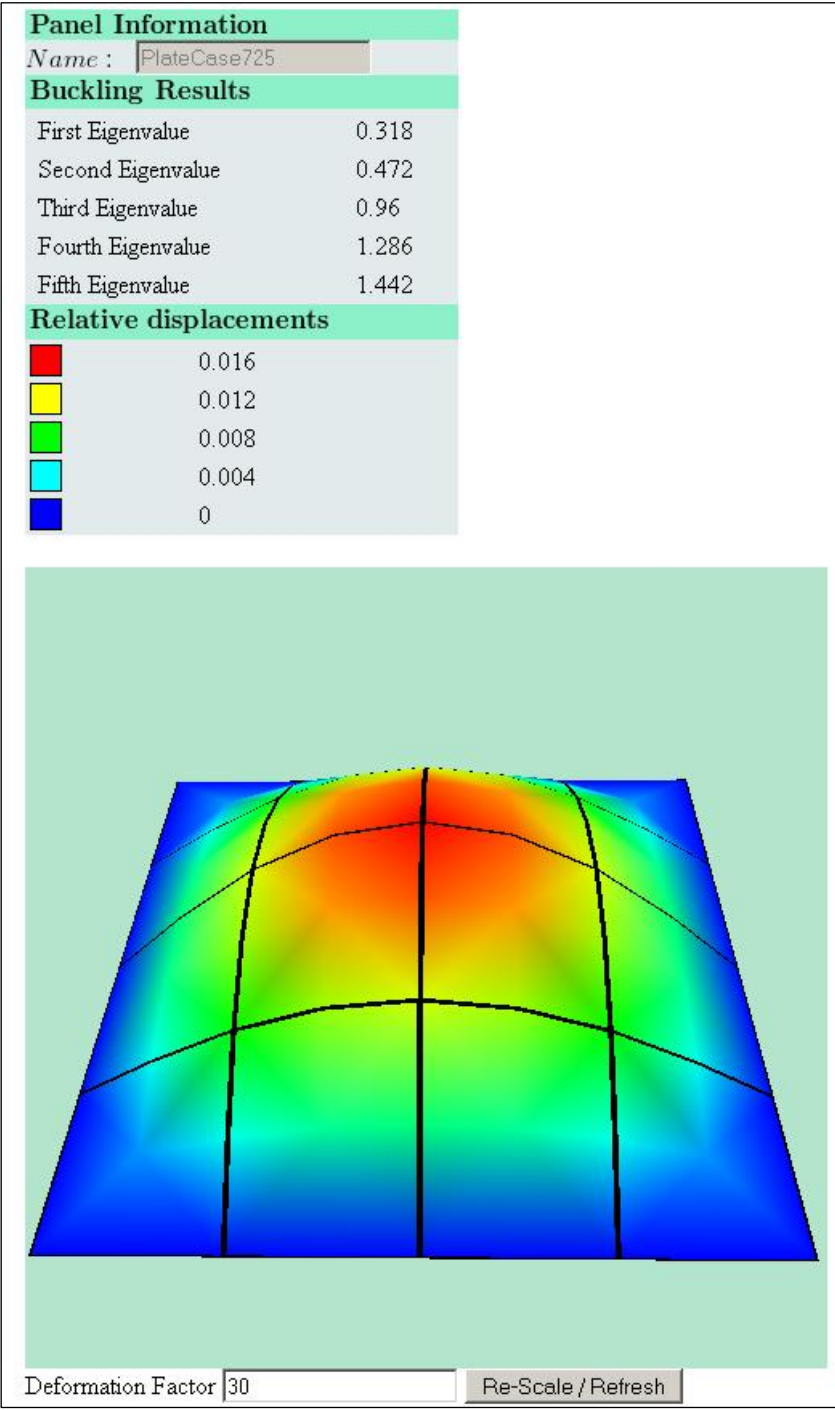 Panel Information
Name : PlateCase725
Buckling Results
First Eigenvalue 0.318
Second Eigenvalue 0.472
Third Eigenvalue 0.96
Fourth Eigenvalue 1.286
Fifth Eigenvalue 1.442
Relative displacements
0.016
0.012
0.008
0.004
0
Deformation Factor 30 Re-Scale / Refresh